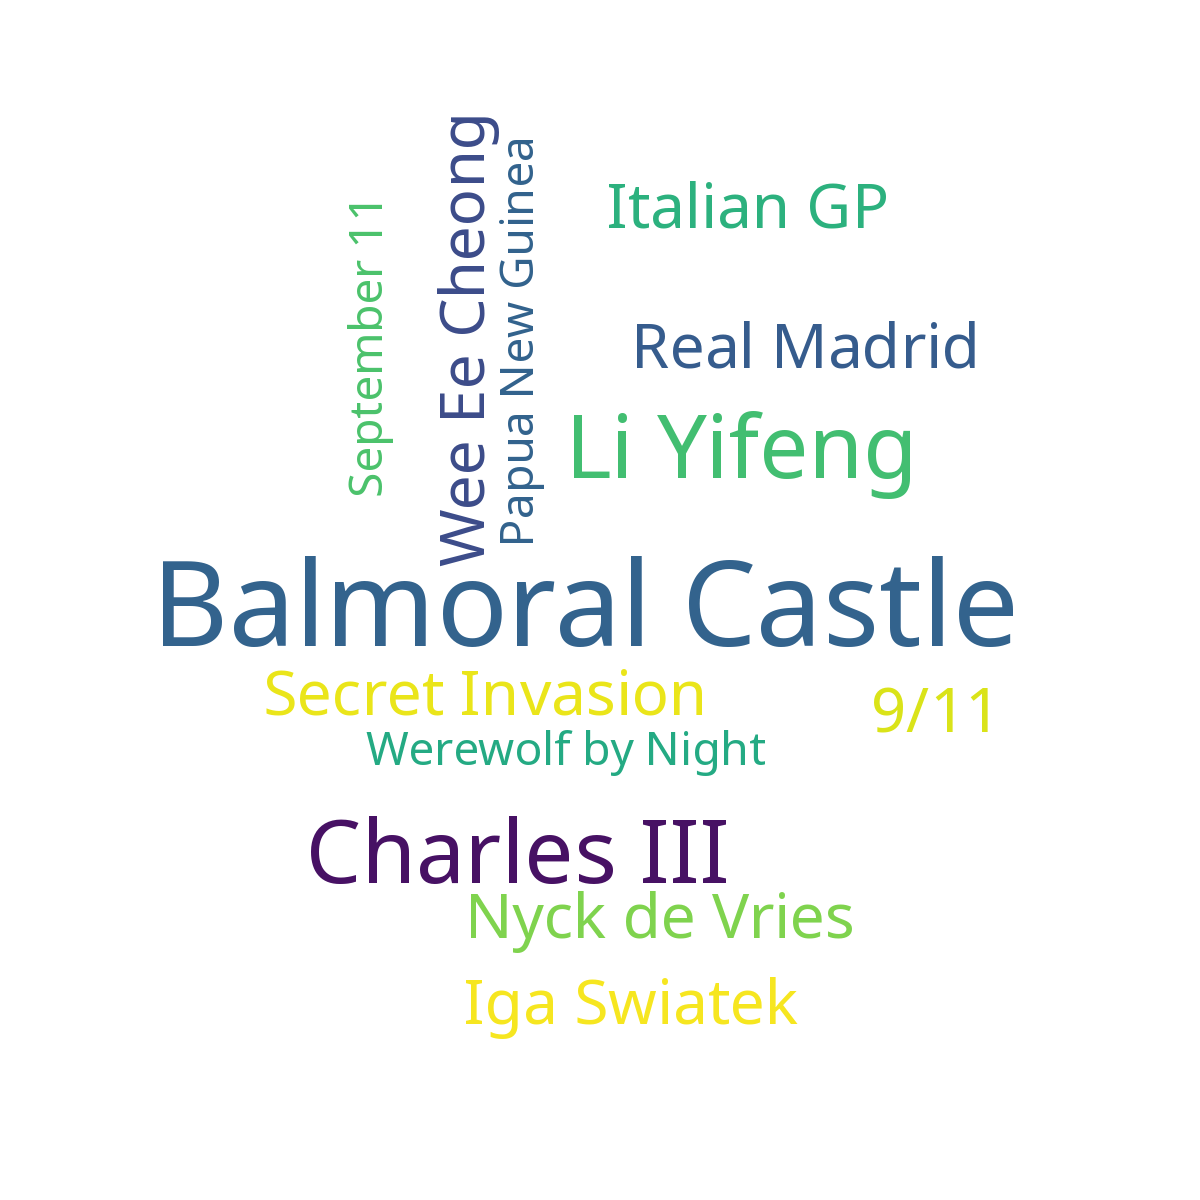 Wee Ee Cheong
Papua New Guinea
Italian GP
September 11
Real Madrid
Li Yifeng
Balmoral Castle
Secret Invasion
9/11
Werewolf by Night
Charles III
Nyck de Vries
Iga Swiatek